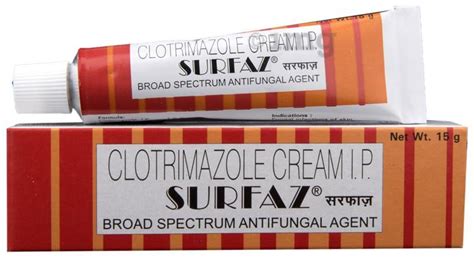 CLOTRIMAZOLE CREAM I.P.
SURFAZ® सरफाज़
BROAD SPECTRUM ANTIFUNGAL AGENT
Indications:
Net Wt. 15 g
CLOTRIMAZOLE CREAM I.P.
SURFAZ® सरफाज़
BROAD SPECTRUM ANTIFUNGAL AGENT